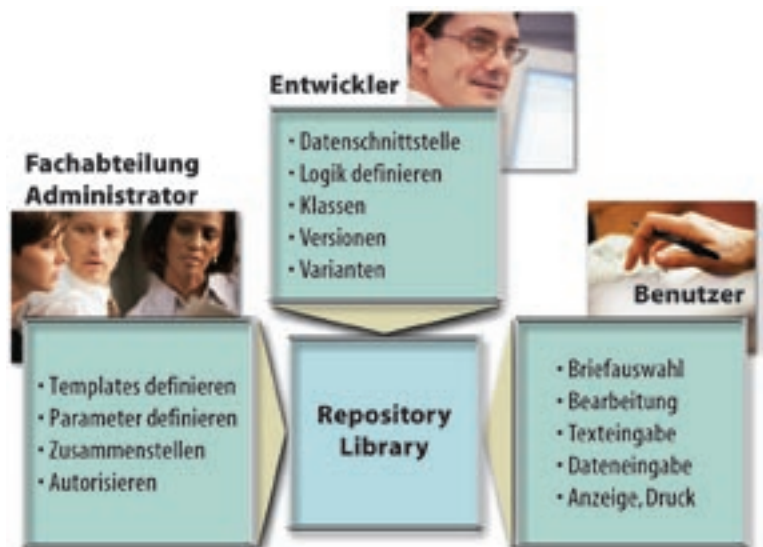 Entwickler
• Datenschnittstelle
• Logik definieren
• Klassen
• Versionen
• Varianten
Fachabteilung
Administrator
• Templates definieren
• Parameter definieren
• Zusammenstellen
• Autorisieren
Repository
Library
Benutzer
• Briefauswahl
• Bearbeitung
• Texteingabe
• Dateneingabe
• Anzeige, Druck